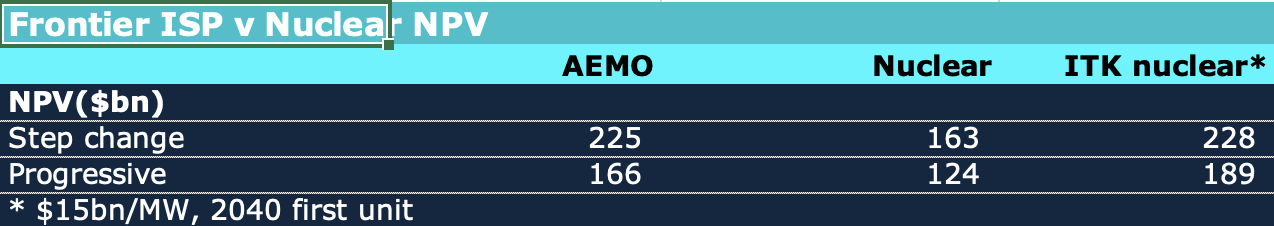 Frontier ISP v Nuclear NPV
AEMO Nuclear ITK nuclear*
NPV($bn)
Step change 225 163 228
Progressive 166 124 189
* $15bn/MW, 2040 first unit